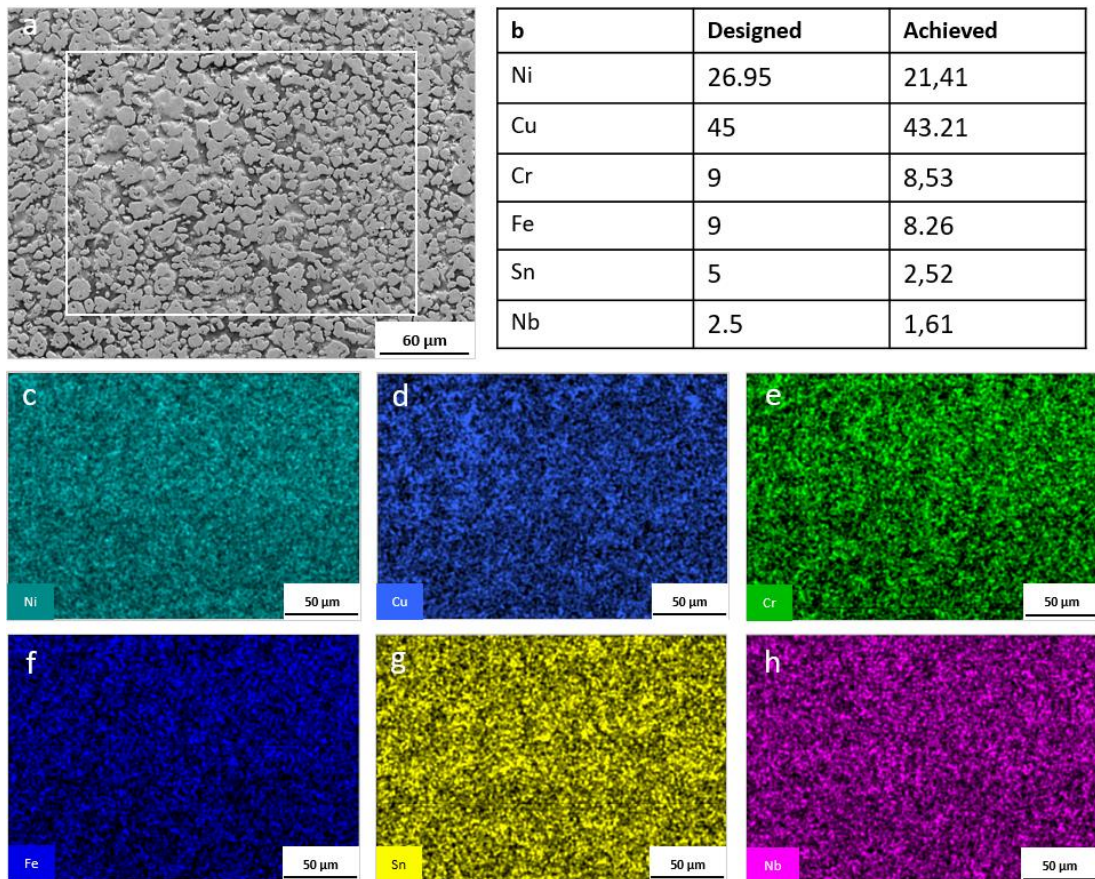 a
60 µm
b Designed Achieved
Ni 26.95 21,41
Cu 45 43.21
Cr 9 8,53
Fe 9 8.26
Sn 5 2,52
Nb 2.5 1,61
c
Ni
50 µm
d
Cu
50 µm
e
Cr
50 µm
f
Fe
50 µm
g
Sn
50 µm
h
Nb
50 µm